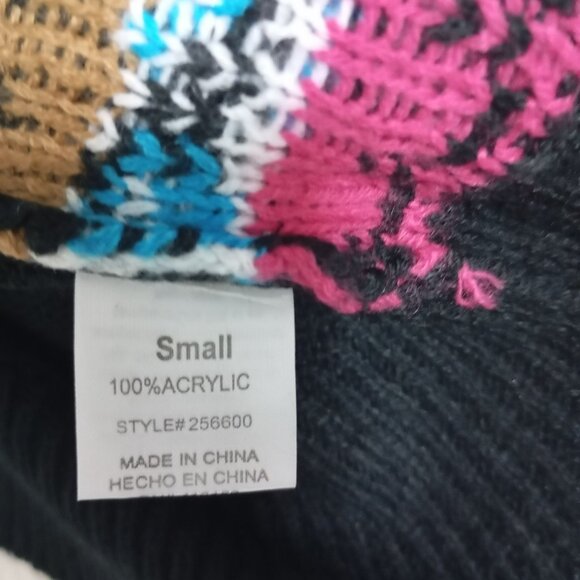 Small
100%ACRYLIC
STYLE# 256600
MADE IN CHINA
HECHO EN CHINA